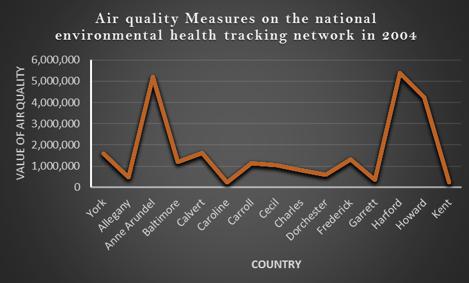 Air quality Measures on the national
environmental health tracking network in 2004
VALUE OF AIR QUALITY
6,000,000
5,000,000
4,000,000
3,000,000
2,000,000
1,000,000
0
York
Allegany
Anne Arundel
Baltimore
Calvert
Caroline
Carroll
Cecil
Charles
Dorchester
Frederick
Garrett
Harford
Howard
Kent
COUNTRY